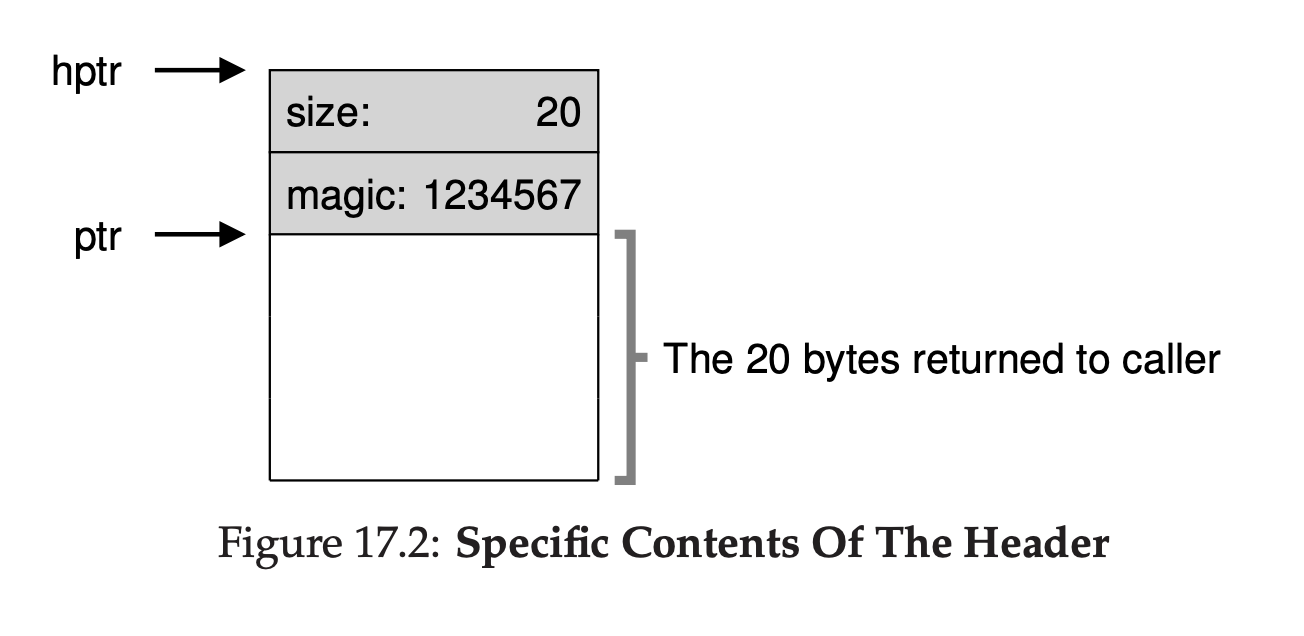 hptr
size: 20
magic: 1234567
ptr
The 20 bytes returned to caller
Figure 17.2: Specific Contents Of The Header